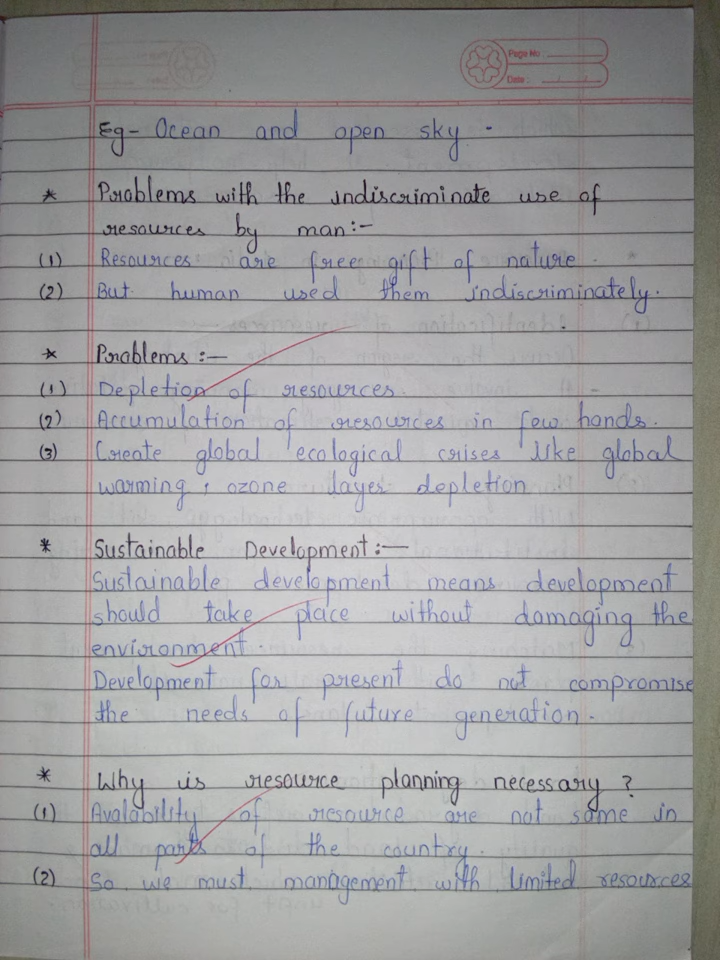 Page No :
Date :
Eg- Ocean and open sky -
* Problems with the indiscriminate use of
resources by man:-
(1) Resources are free gift of nature.
(2) But human used them indiscriminately.
* Problems :-
(1) Depletion of resources.
(2) Accumulation of resources in few hands.
(3) Create global ecological crises like global
warming, ozone layer depletion
* Sustainable Development:-
Sustainable development means development
should take place without damaging the
environment.
Development for present do not compromise
the needs of future generation.
* Why is resource planning necessary ?
(1) Avalability of resource are not same in
all parts of the country.
(2) So we must management with limited resources